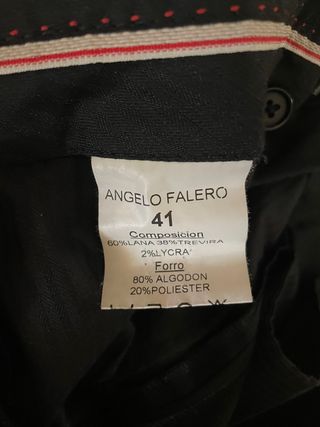 ANGELO FALERO
41
Composicion
60%LANA 38%TREVIRA
2%LYCRA
Forro
80% ALGODON
20%POLIESTER